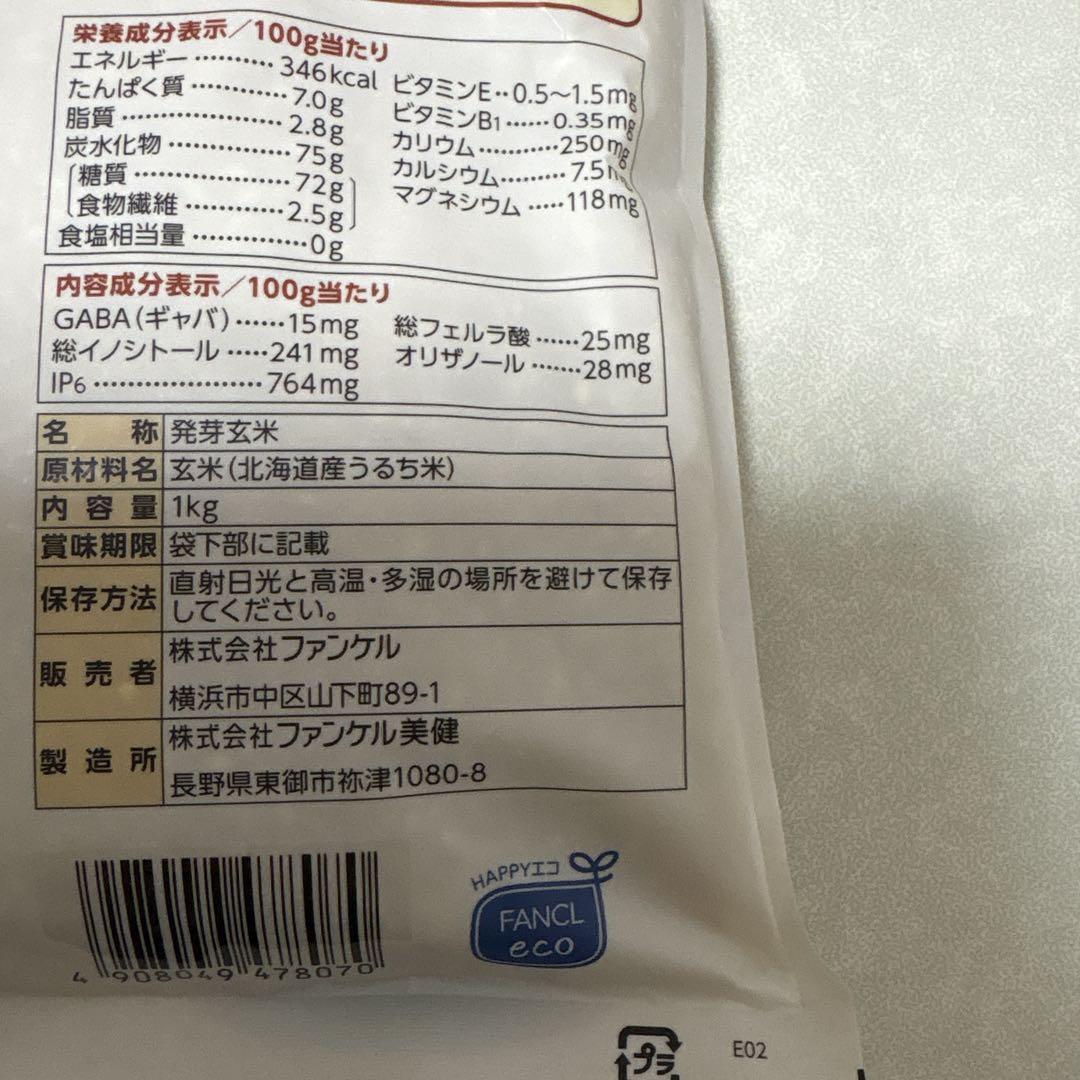 栄養成分表示/100g当たり
エネルギー………346kcal
たんぱく質…………7.0g
脂質………………2.8g
炭水化物……………75g
糖質………………72g
食物繊維…………2.5g
食塩相当量……………0g
ビタミンE‥0.5〜1.5mg
ビタミンB1……0.35mg
カリウム…………250mg
カルシウム………7.5
マグネシウム……118mg
内容成分表示/100g当たり
GABA(ギャバ)……15mg
総イノシトール……241mg
IP6…………………764mg
総フェルラ酸……25mg
オリザノール……28mg
名称 発芽玄米
原材料名 玄米(北海道産うるち米)
内容量 1kg
賞味期限 袋下部に記載
保存方法 直射日光と高温・多湿の場所を避けて保存
してください。
販売者 株式会社ファンケル
横浜市中区山下町89-1
製造所 株式会社ファンケル美健
長野県東御市祢津1080-8
4 908049 478070
HAPPYエコ
FANCL
eco
プラ
E02